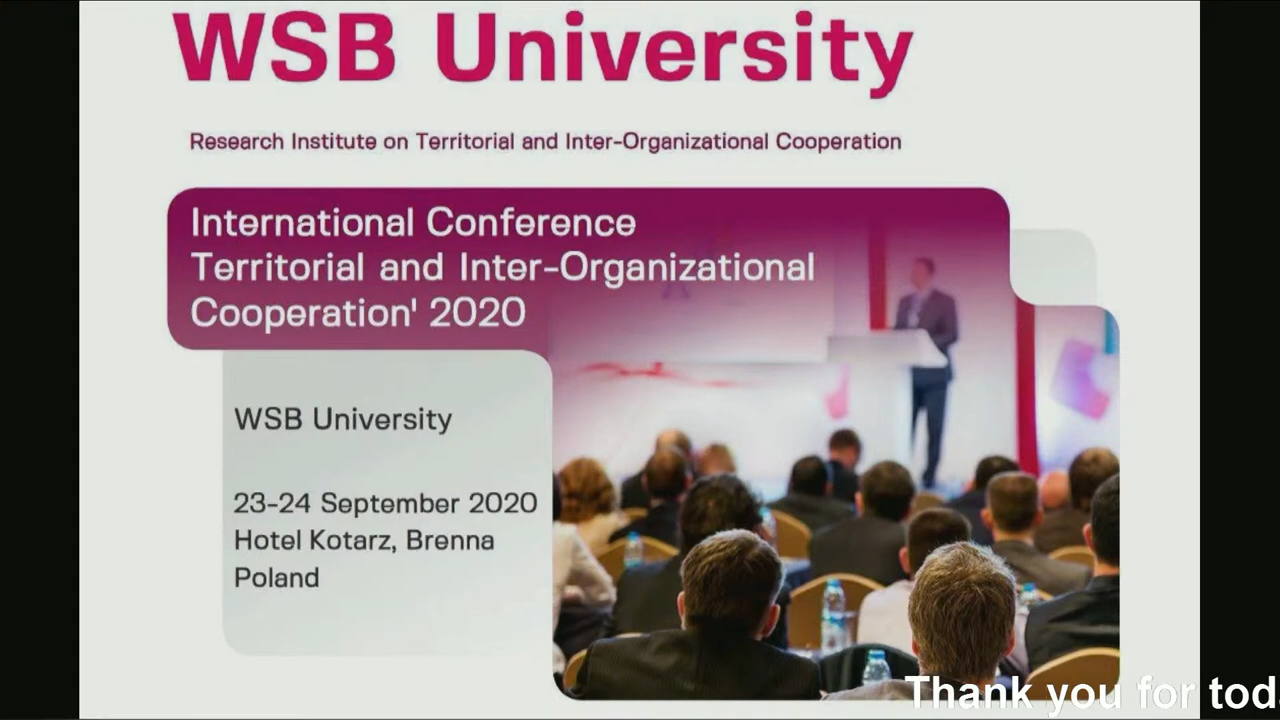 WSB University
Research Institute on Territorial and Inter-Organizational Cooperation
International Conference
Territorial and Inter-Organizational
Cooperation' 2020
WSB University
23-24 September 2020
Hotel Kotarz, Brenna
Poland
Thank you for tod